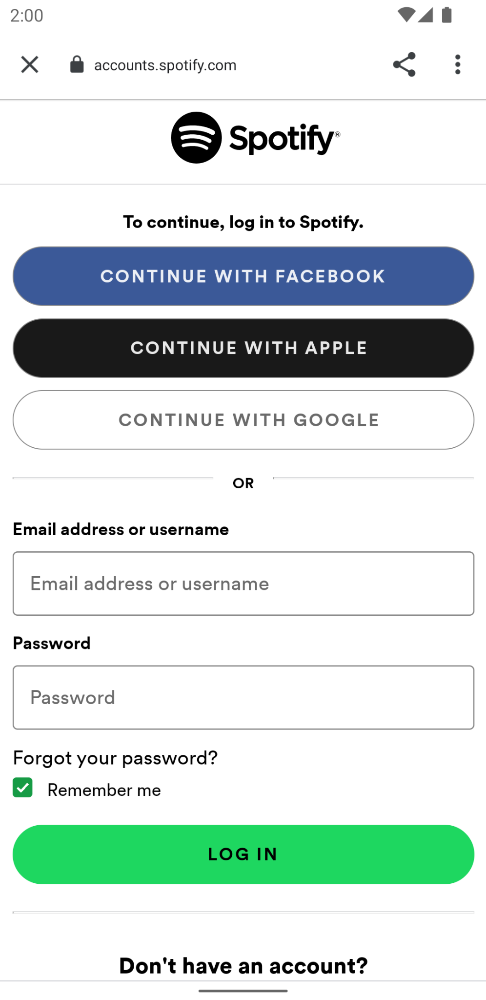 2:00
accounts.spotify.com
Spotify®
To continue, log in to Spotify.
CONTINUE WITH FACEBOOK
CONTINUE WITH APPLE
CONTINUE WITH GOOGLE
OR
Email address or username
Email address or username
Password
Password
Forgot your password?
Remember me
LOG IN
Don't have an account?